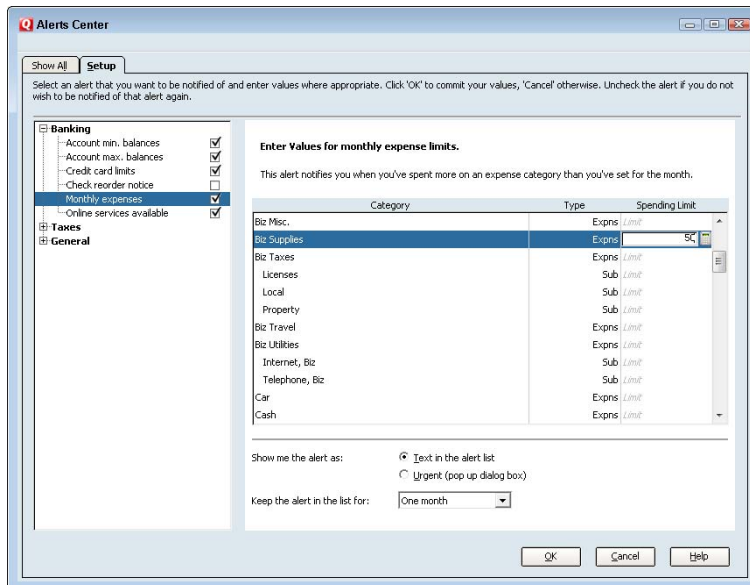 Alerts Center
Show All Setup
Select an alert that you want to be notified of and enter values where appropriate. Click 'OK' to commit your values, 'Cancel' otherwise. Uncheck the alert if you do not
wish to be notified of that alert again.
Banking
Account min. balances
Account max. balances
Credit card limits
Check reorder notice
Monthly expenses
Online services available
Taxes
General
Enter Values for monthly expense limits.
This alert notifies you when you've spent more on an expense category than you've set for the month.
Category Type Spending Limit
Biz Misc. Expns Limit
Biz Supplies Expns
Biz Taxes Expns Limit
Licenses Sub Limit
Local Sub Limit
Property Sub Limit
Biz Travel Expns Limit
Biz Utilities Expns Limit
Internet, Biz Sub Limit
Telephone, Biz Sub Limit
Car Expns Limit
Cash Expns Limit
Show me the alert as: Text in the alert list
Urgent (pop up dialog box)
Keep the alert in the list for: One month
OK Cancel Help